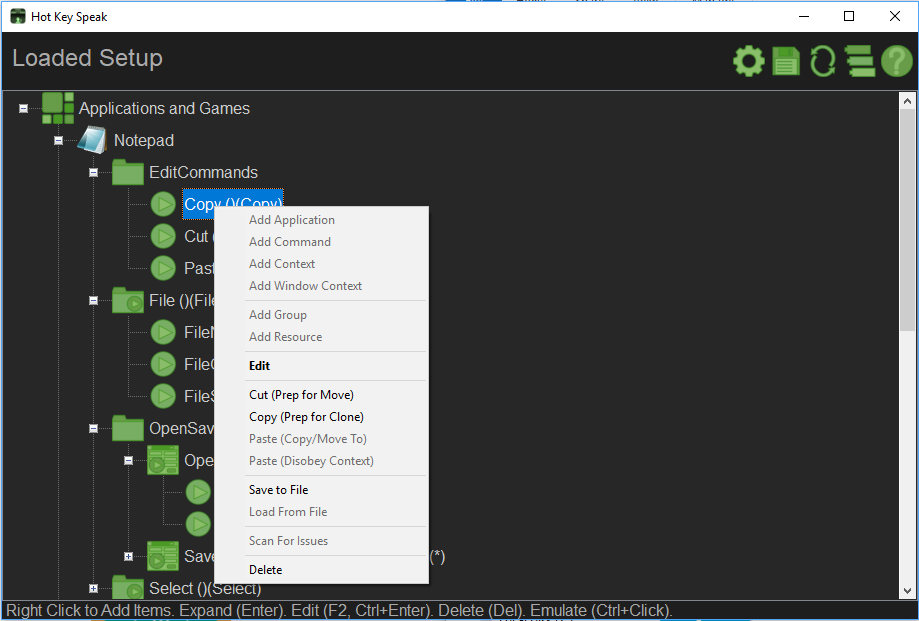 Hot Key Speak
Loaded Setup
?
Applications and Games
Notepad
EditCommands
Copy ()(Copy)
Add Application
Cut (
Add Command
Add Context
Past
Add Window Context
File ()(File
Add Group
Add Resource
Edit
Cut (Prep for Move)
Copy (Prep for Clone)
OpenSav
Paste (Copy/Move To)
Ope
Paste (Disobey Context)
Save to File
Load From File
Scan For Issues
Save
(*)
Delete
Select ()(Select)
Right Click to Add Items. Expand (Enter). Edit (F2, Ctrl+Enter). Delete (Del). Emulate (Ctrl+Click).